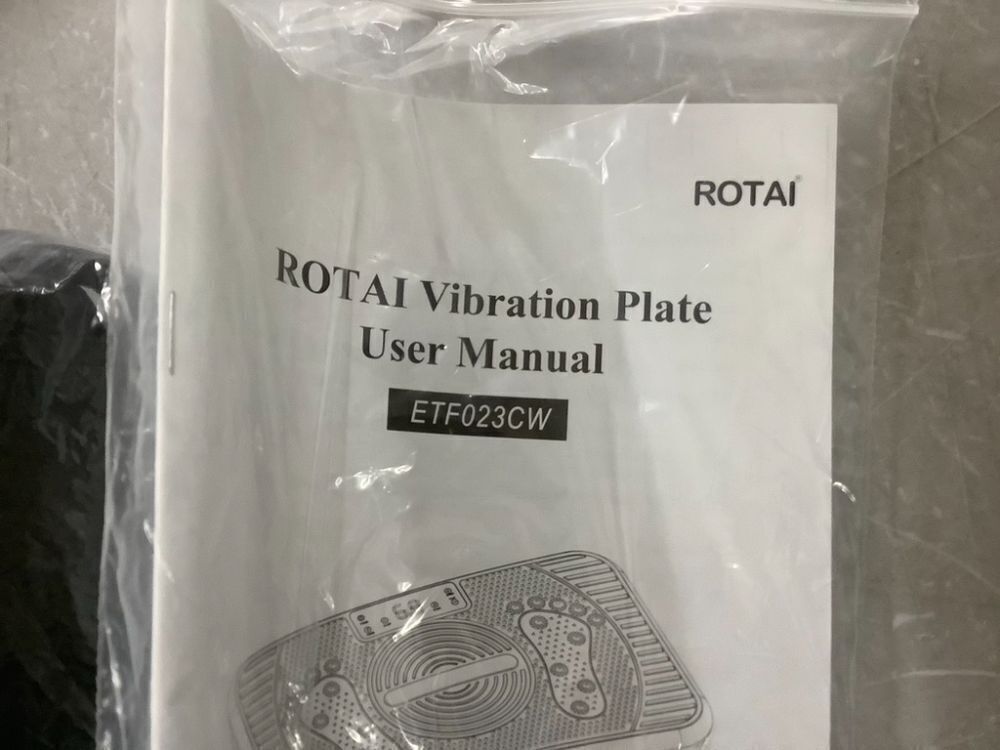 ROTAI®
ROTAI Vibration Plate
User Manual
ETF023CW